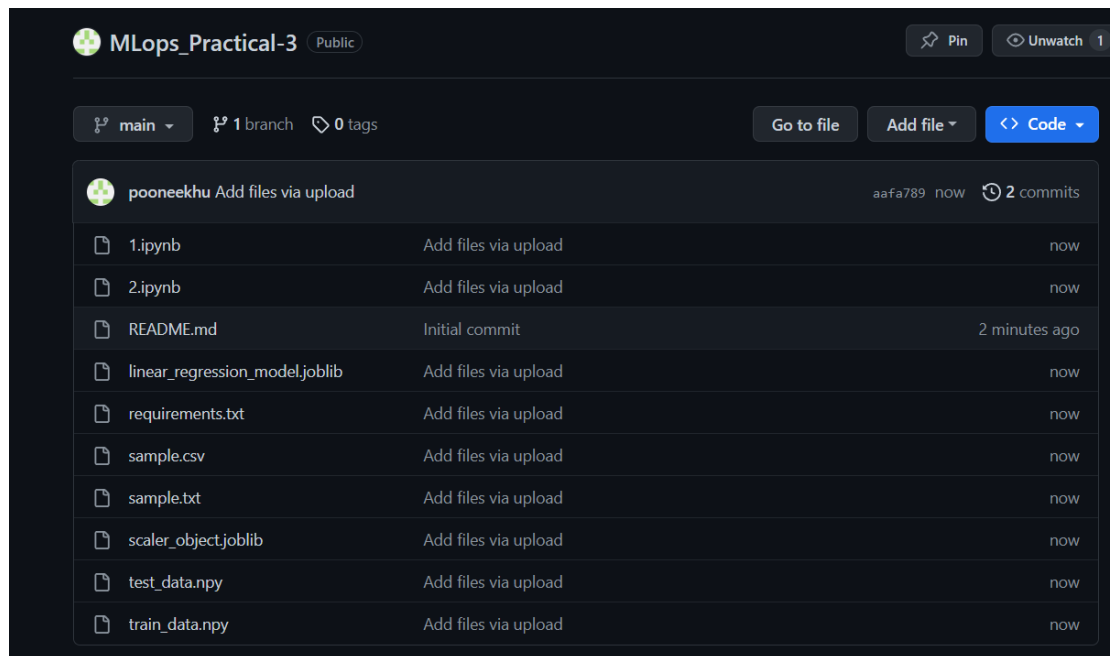 MLops_Practical-3 Public Pin Unwatch 1
main 1 branch 0 tags Go to file Add file <> Code
pooneekhu Add files via upload aafa789 now 2 commits
1.ipynb Add files via upload now
2.ipynb Add files via upload now
README.md Initial commit 2 minutes ago
linear_regression_model.joblib Add files via upload now
requirements.txt Add files via upload now
sample.csv Add files via upload now
sample.txt Add files via upload now
scaler_object.joblib Add files via upload now
test_data.npy Add files via upload now
train_data.npy Add files via upload now